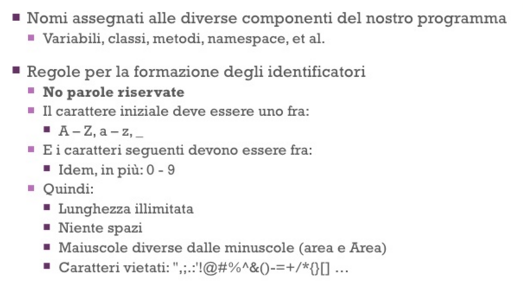 Nomi assegnati alle diverse componenti del nostro programma
Variabili, classi, metodi, namespace, et al.
Regole per la formazione degli identificatori
No parole riservate
Il carattere iniziale deve essere uno fra:
A – Z, a – z, _
E i caratteri seguenti devono essere fra:
Idem, in più: 0 - 9
Quindi:
Lunghezza illimitata
Niente spazi
Maiuscole diverse dalle minuscole (area e Area)
Caratteri vietati: ",;.:'!@#%^&()-=+/*{}[] …